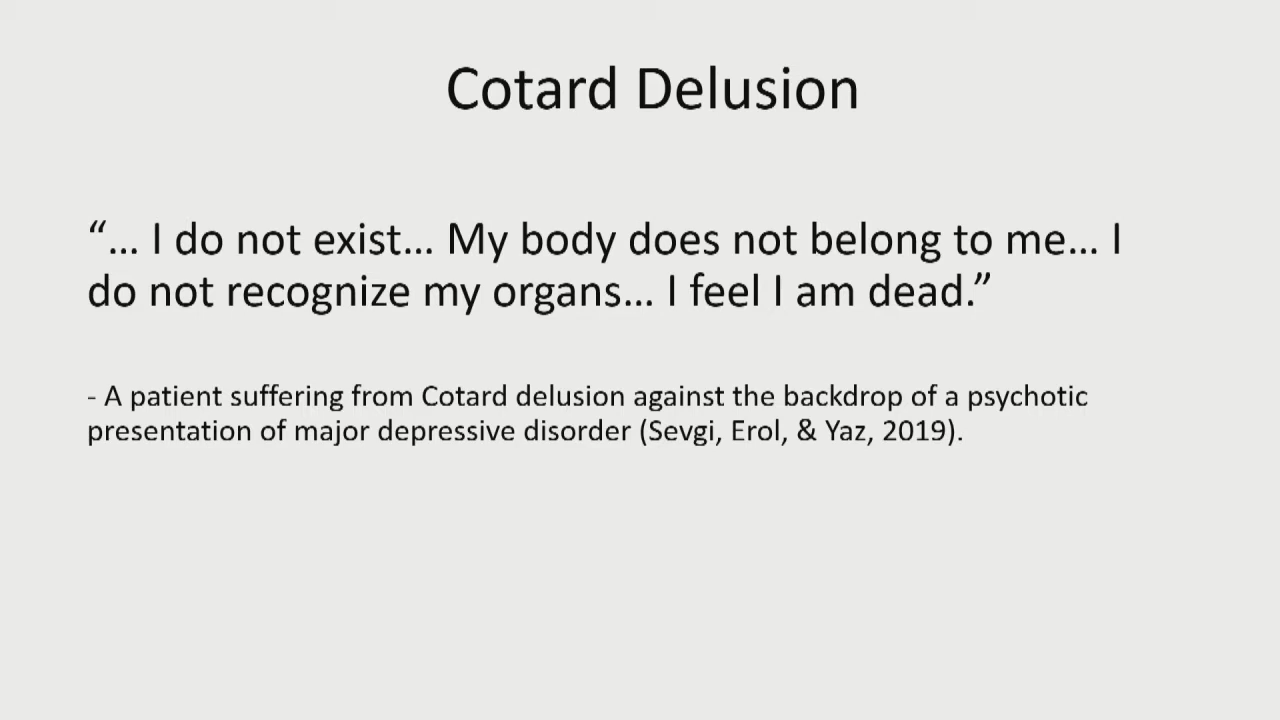 Cotard Delusion
“... I do not exist... My body does not belong to me... I
do not recognize my organs... I feel I am dead.”
- A patient suffering from Cotard delusion against the backdrop of a psychotic
presentation of major depressive disorder (Sevgi, Erol, & Yaz, 2019).